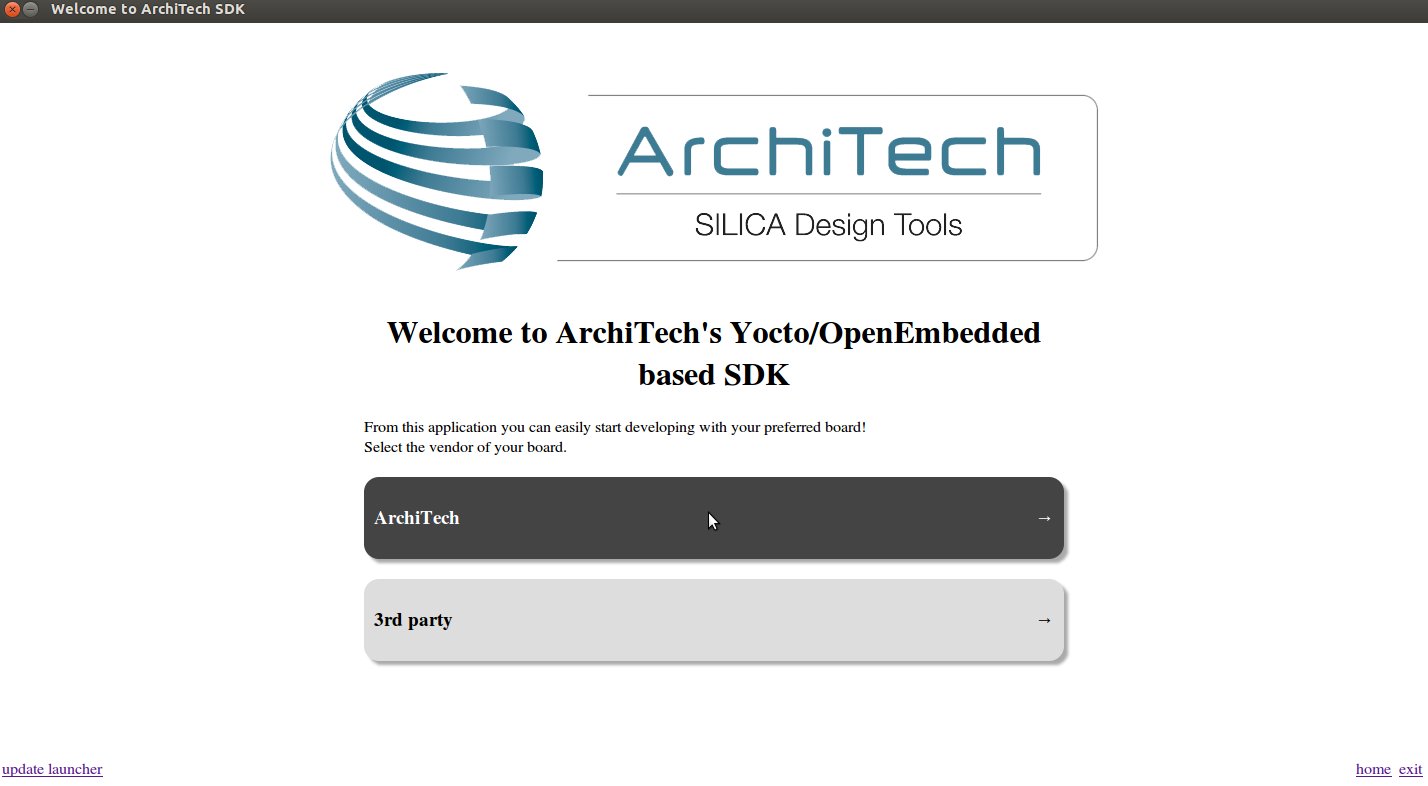 Welcome to ArchiTech SDK
ArchiTech
SILICA Design Tools
Welcome to ArchiTech's Yocto/OpenEmbedded
based SDK
From this application you can easily start developing with your preferred board!
Select the vendor of your board.
ArchiTech →
3rd party →
update launcher
home exit